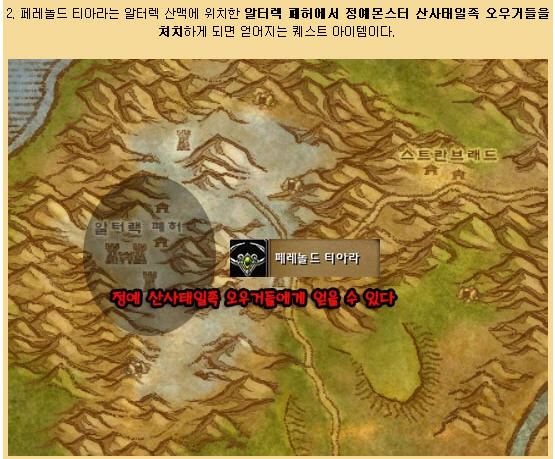 2. 페레놀드 티아라는 알터렉 산맥에 위치한 알터렉 폐허에서 정예몬스터 산사태일족 오우거들을
처치하게 되면 얻어지는 퀘스트 아이템이다.
스트란브래드
알터랙 폐허
페레놀드 티아라
정예 산사태일족 오우거들에게 얻을 수 있다